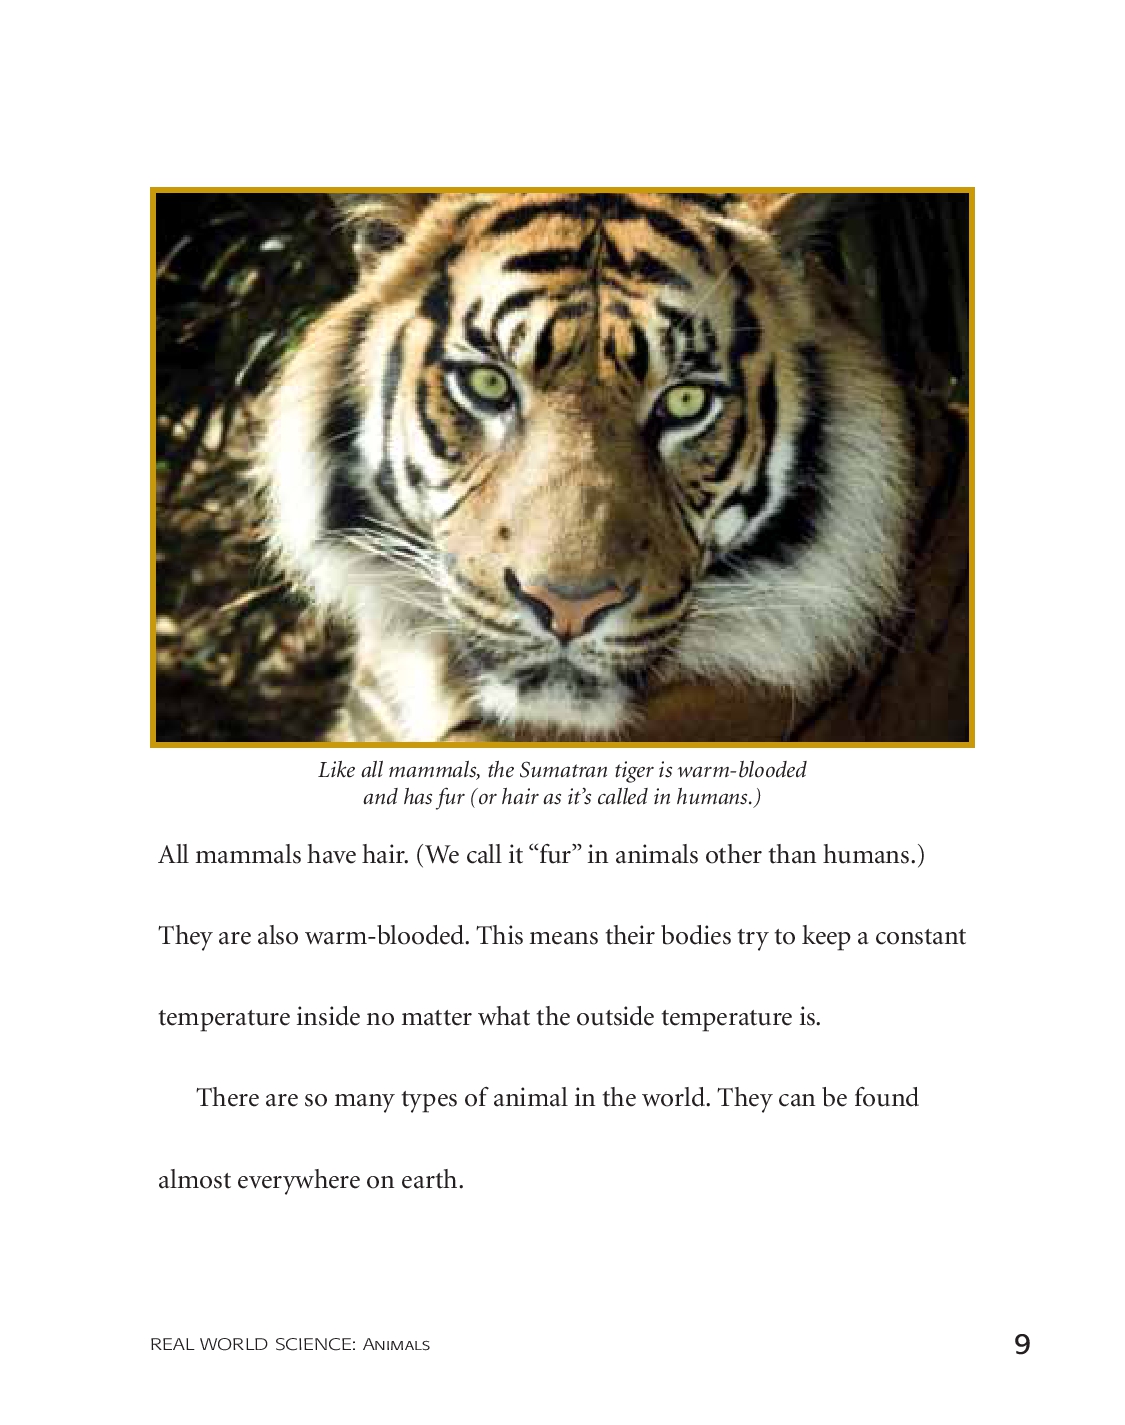 Like all mammals, the Sumatran tiger is warm-blooded
and has fur (or hair as it’s called in humans.)
All mammals have hair. (We call it “fur” in animals other than humans.)
They are also warm-blooded. This means their bodies try to keep a constant
temperature inside no matter what the outside temperature is.
There are so many types of animal in the world. They can be found
almost everywhere on earth.
REAL WORLD SCIENCE: ANIMALS 9